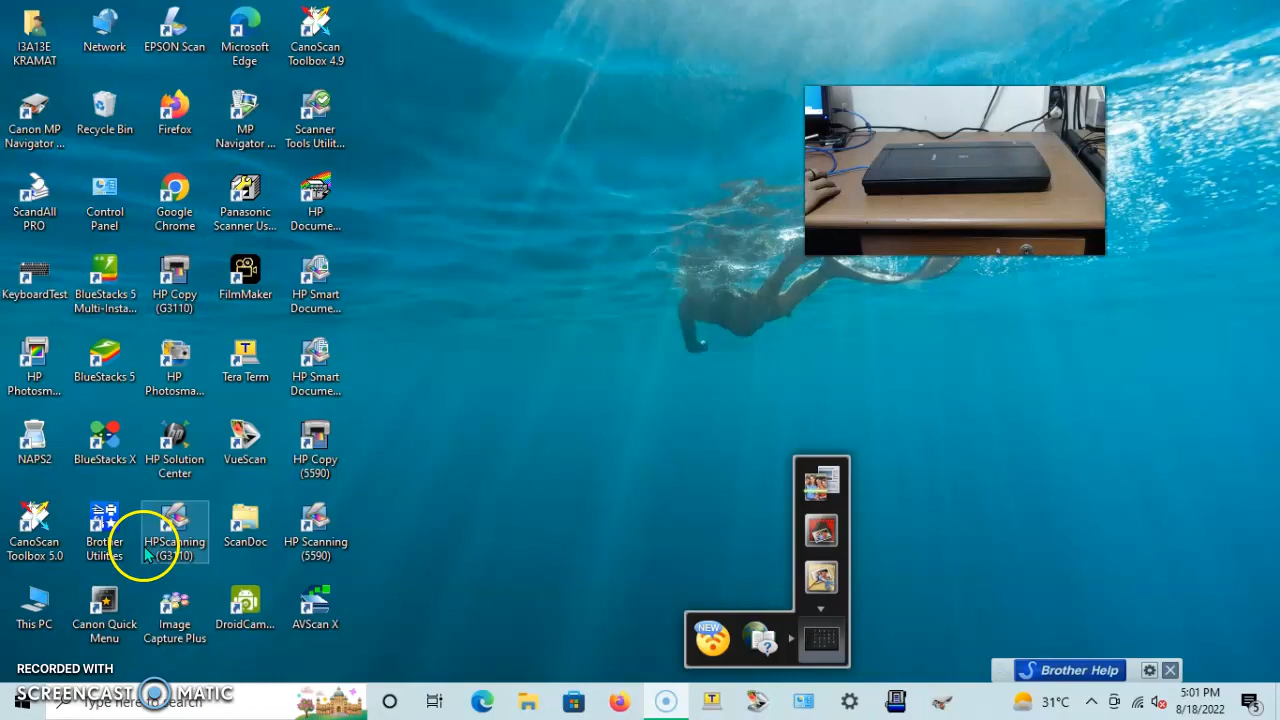 I3A13E
KRAMAT
Network
EPSON Scan
Microsoft
Edge
CanoScan
Toolbox 4.9
Canon MP
Navigator ...
Recycle Bin
Firefox
MP
Navigator ...
Scanner
Tools Utilit...
ScandAll
PRO
Control
Panel
Google
Chrome
Panasonic
Scanner Us...
HP
Docume...
KeyboardTest
BlueStacks 5
Multi-Insta...
HP Copy
(G3110)
FilmMaker
HP Smart
Docume...
HP
Photosm...
BlueStacks 5
HP
Photosma...
Tera Term
HP Smart
Docume...
NAPS2
BlueStacks X
HP Solution
Center
VueScan
HP Copy
(5590)
CanoScan
Toolbox 5.0
Brother
Utilities
HPScanning
(G3110)
ScanDoc
HP Scanning
(5590)
This PC
Canon Quick
Menu
Image
Capture Plus
DroidCam...
AVScan X
NEW
RECORDED WITH
SCREENCAST MATIC
Type here to search
Brother Help
31°C
5:01 PM
8/18/2022
5